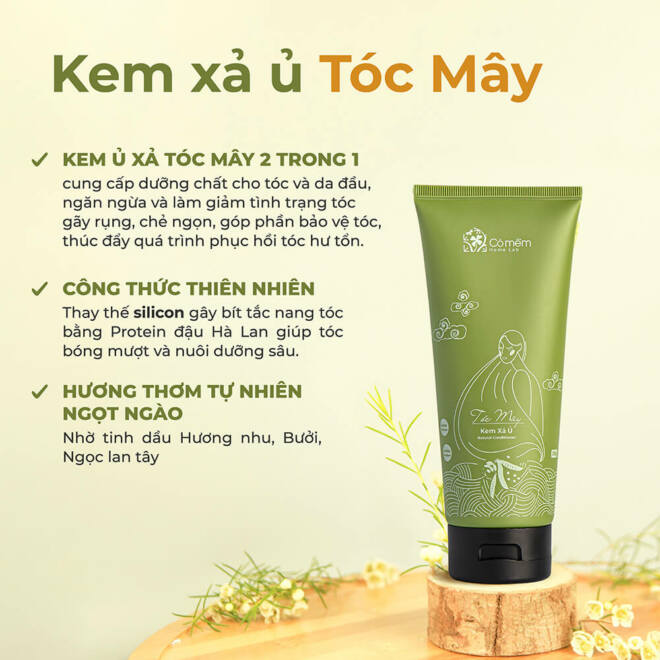 Kem xả ủ Tóc Mây
KEM Ủ XẢ TÓC MÂY 2 TRONG 1
cung cấp dưỡng chất cho tóc và da đầu,
ngăn ngừa và làm giảm tình trạng tóc
gãy rụng, chẻ ngọn, góp phần bảo vệ tóc,
thúc đẩy quá trình phục hồi tóc hư tổn.
CÔNG THỨC THIÊN NHIÊN
Thay thế silicon gây bít tắc nang tóc
bằng Protein đậu Hà Lan giúp tóc
bóng mượt và nuôi dưỡng sâu.
HƯƠNG THƠM TỰ NHIÊN
NGỌT NGÀO
Nhờ tinh dầu Hương nhu, Bưởi,
Ngọc lan tây
Cỏ mềm
Home Lab
Tóc Mây
Kem Xả Ủ
Natural Conditioner